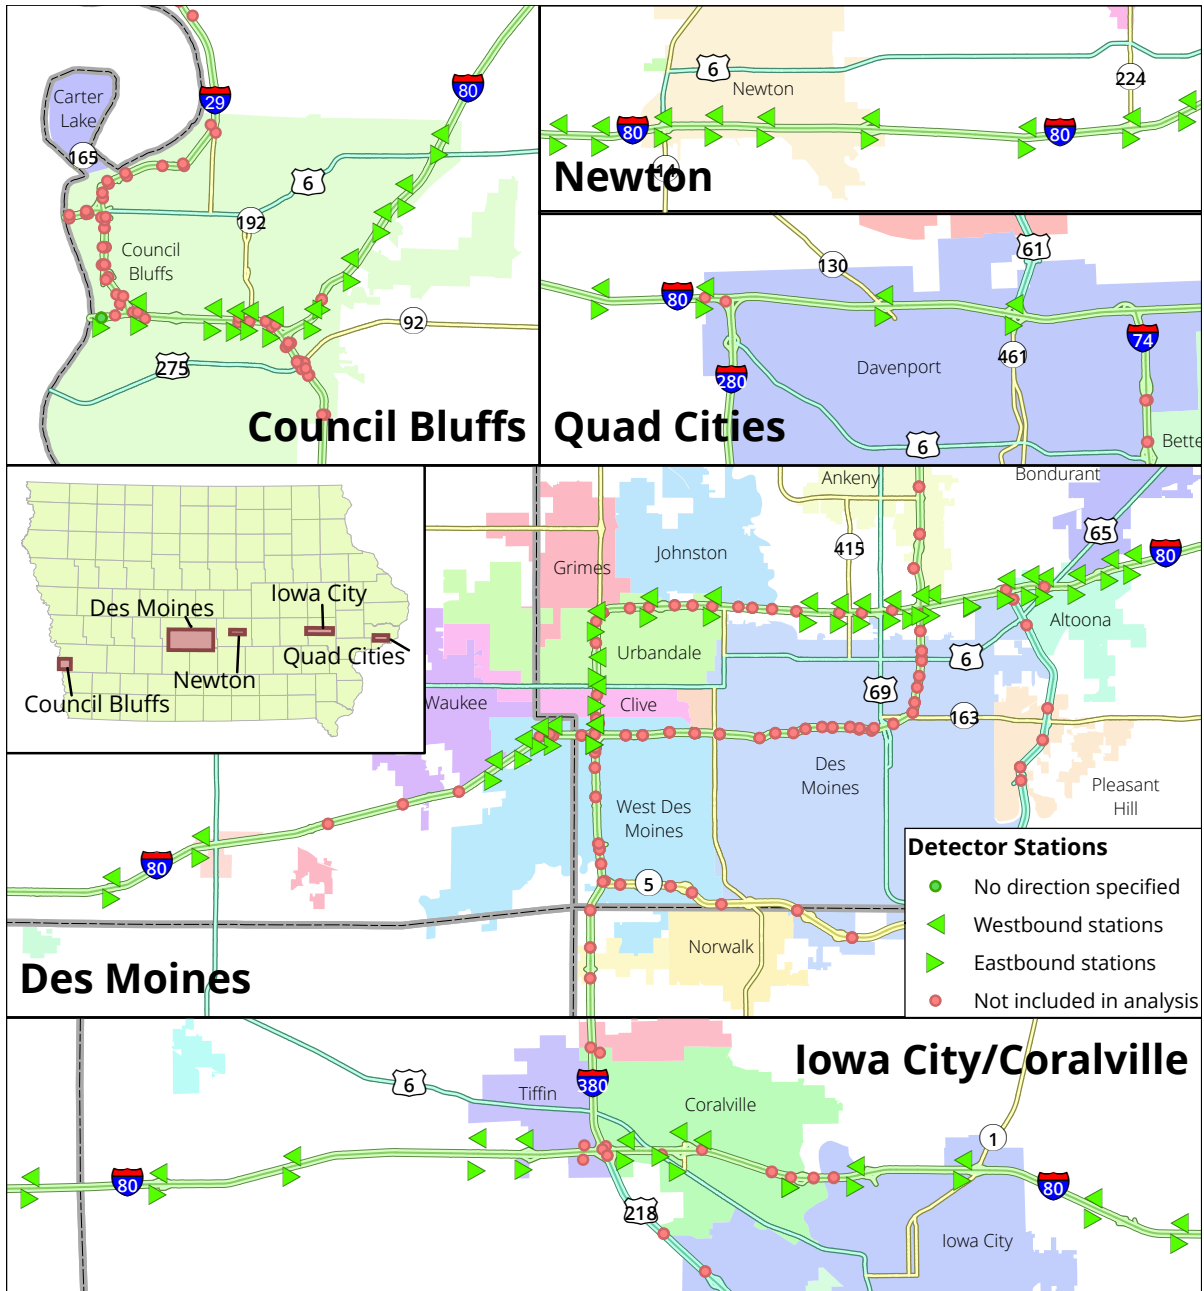 Carter
Lake
165
29
80
6
192
Council
Bluffs
92
275
Council Bluffs
6
Newton
224
80
80
Newton
130
61
80
Davenport
461
74
280
6
Bette
Quad Cities
Des Moines
Iowa City
Quad Cities
Newton
Council Bluffs
Ankeny
Bondurant
Grimes
Johnston
415
65
80
Altoona
Urbandale
6
69
Waukee
Clive
163
Des
Moines
Pleasant
Hill
West Des
Moines
80
5
Norwalk
Des Moines
Detector Stations
No direction specified
Westbound stations
Eastbound stations
Not included in analysis
Iowa City/Coralville
6
380
Tiffin
Coralville
1
80
80
218
Iowa City